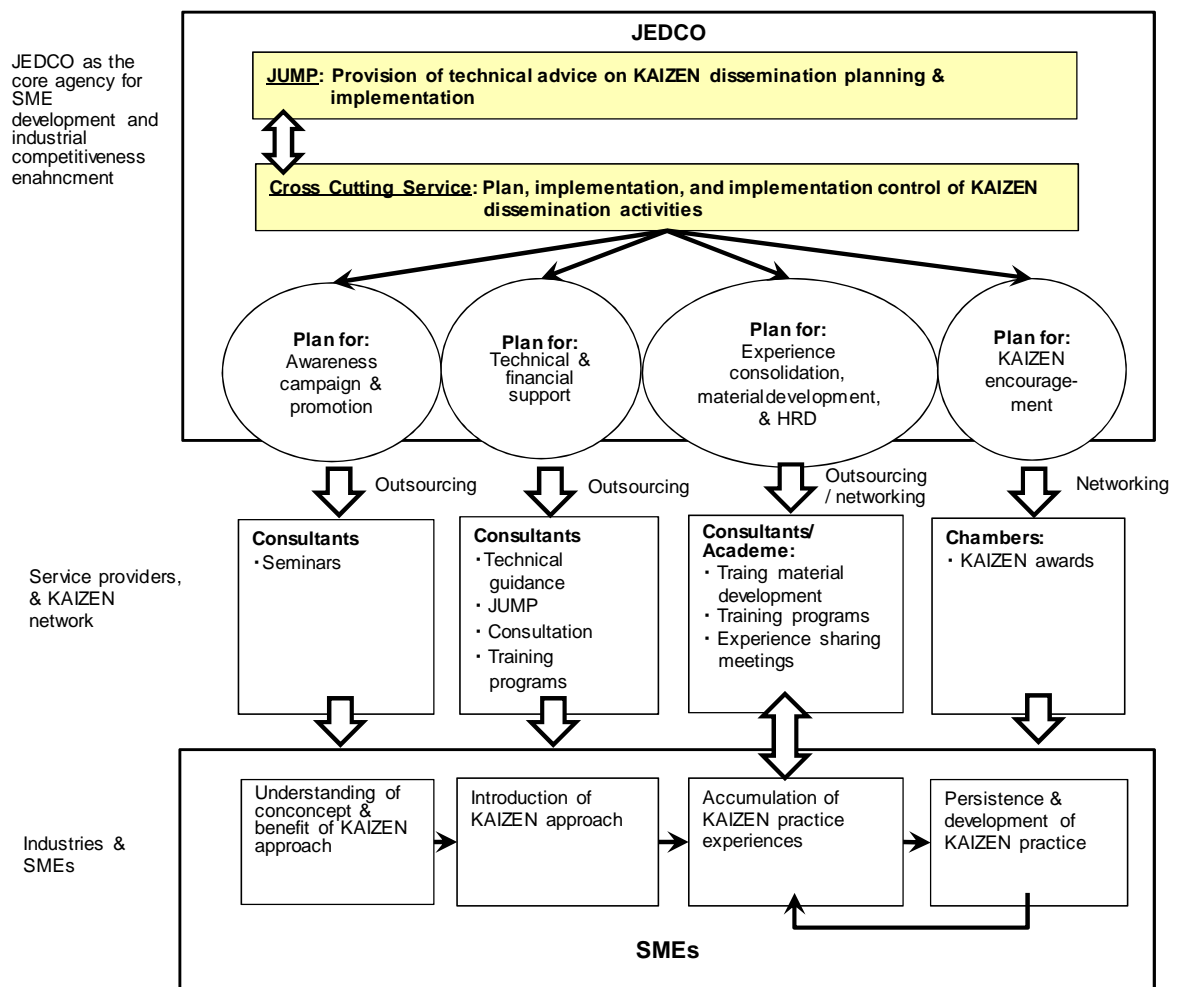 JEDCO
JEDCO as the
core agency for
SME
development and
industrial
competitiveness
enahncment
JUMP: Provision of technical advice on KAIZEN dissemination planning &
implementation
Cross Cutting Service: Plan, implementation, and implementation control of KAIZEN
dissemination activities
Plan for:
Awareness
campaign &
promotion
Plan for:
Technical &
financial
support
Plan for:
Experience
consolidation,
material development,
& HRD
Plan for:
KAIZEN
encourage-
ment
Outsourcing
Outsourcing
Outsourcing
/ networking
Networking
Service providers,
& KAIZEN
network
Consultants
・Seminars
Consultants
・Technical
guidance
・JUMP
・Consultation
・Training
programs
Consultants/
Academe:
・Traing material
development
・Training programs
・Experience sharing
meetings
Chambers:
・KAIZEN awards
Industries &
SMEs
Understanding of
conconcept &
benefit of KAIZEN
approach
Introduction of
KAIZEN approach
Accumulation of
KAIZEN practice
experiences
Persistence &
development of
KAIZEN practice
SMEs